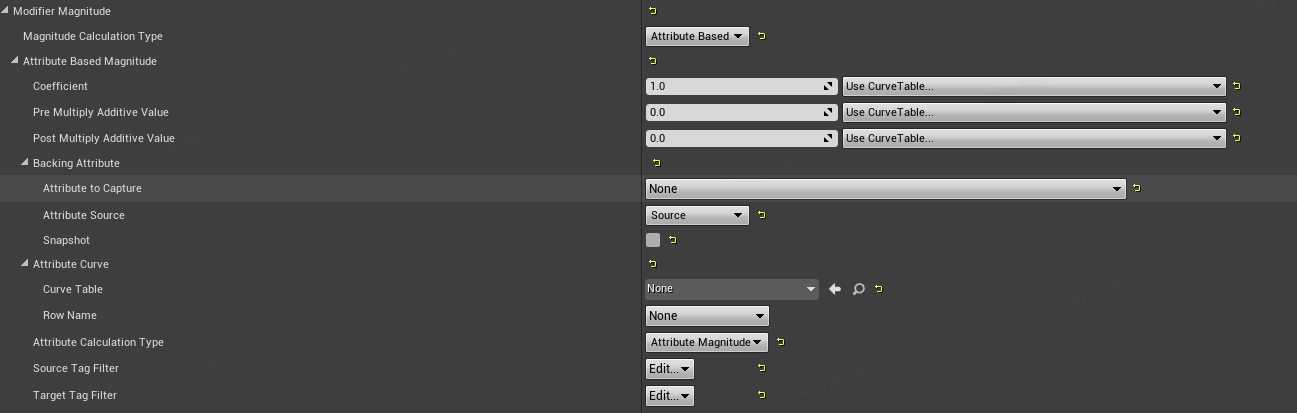 Modifier Magnitude
Magnitude Calculation Type Attribute Based
Attribute Based Magnitude
Coefficient 1.0 Use CurveTable...
Pre Multiply Additive Value 0.0 Use CurveTable...
Post Multiply Additive Value 0.0 Use CurveTable...
Backing Attribute
Attribute to Capture None
Attribute Source Source
Snapshot
Attribute Curve
Curve Table None
Row Name None
Attribute Calculation Type Attribute Magnitude
Source Tag Filter Edit...
Target Tag Filter Edit...